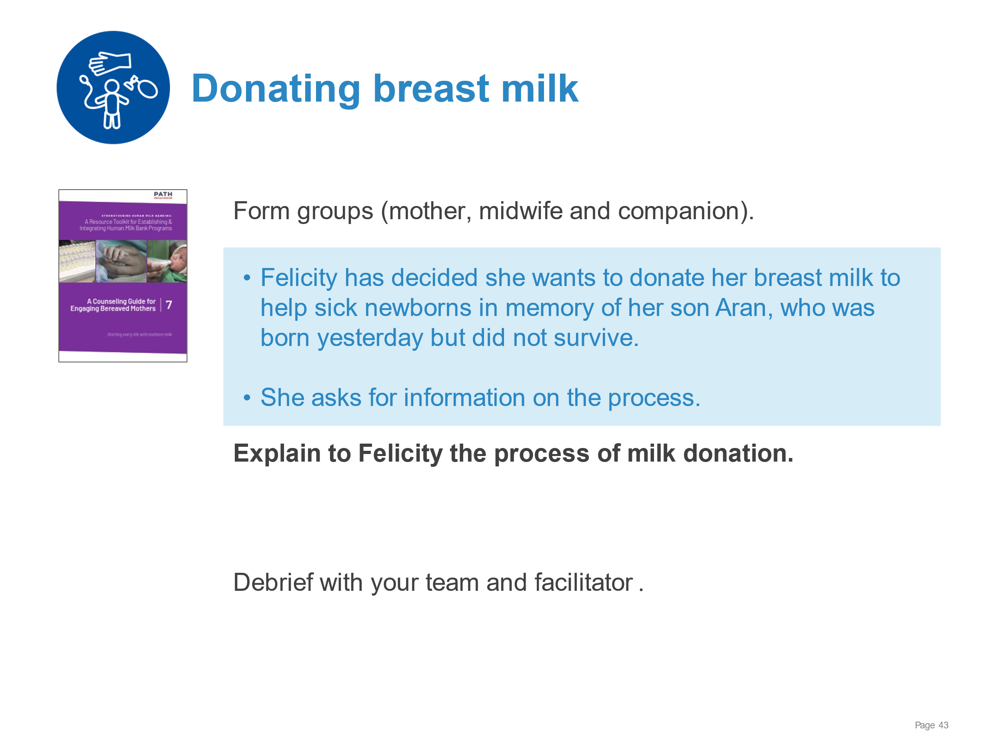 Donating breast milk
PATH
STRENGTHENING HUMAN MILK BANKING:
A Resource Toolkit for Establishing &
Integrating Human Milk Bank Programs
A Counseling Guide for
Engaging Bereaved Mothers | 7
Starting every life with mothers' milk
Form groups (mother, midwife and companion).
• Felicity has decided she wants to donate her breast milk to
help sick newborns in memory of her son Aran, who was
born yesterday but did not survive.
• She asks for information on the process.
Explain to Felicity the process of milk donation.
Debrief with your team and facilitator .
Page 43